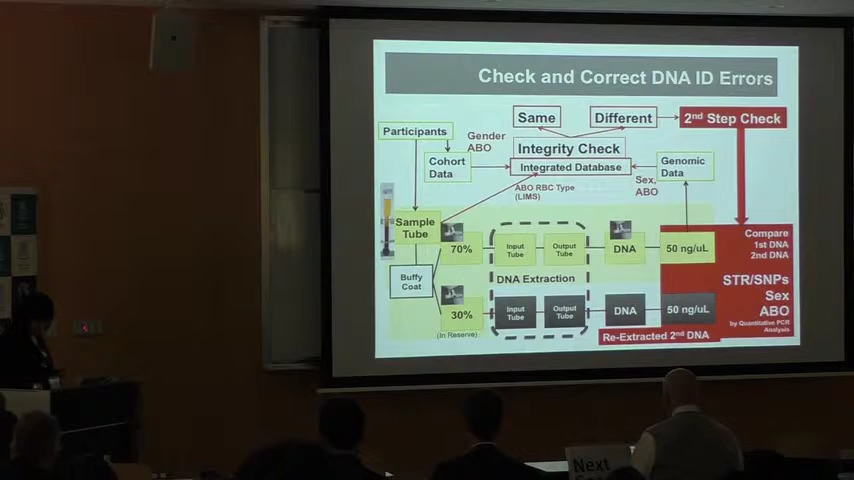 Check and Correct DNA ID Errors
Same
Different
2nd Step Check
Participants
Gender
ABO
Integrity Check
Cohort
Data
Integrated Database
Genomic
Data
Sex,
ABO
ABO RBC Type
(LIMS)
Sample
Tube
70%
Input
Tube
Output
Tube
DNA
50 ng/uL
Compare
1st DNA
2nd DNA
Buffy
Coat
DNA Extraction
STR/SNPs
Sex
ABO
by Quantitative PCR
Analysis
30%
(In Reserve)
Input
Tube
Output
Tube
DNA
50 ng/uL
Re-Extracted 2nd DNA
Next